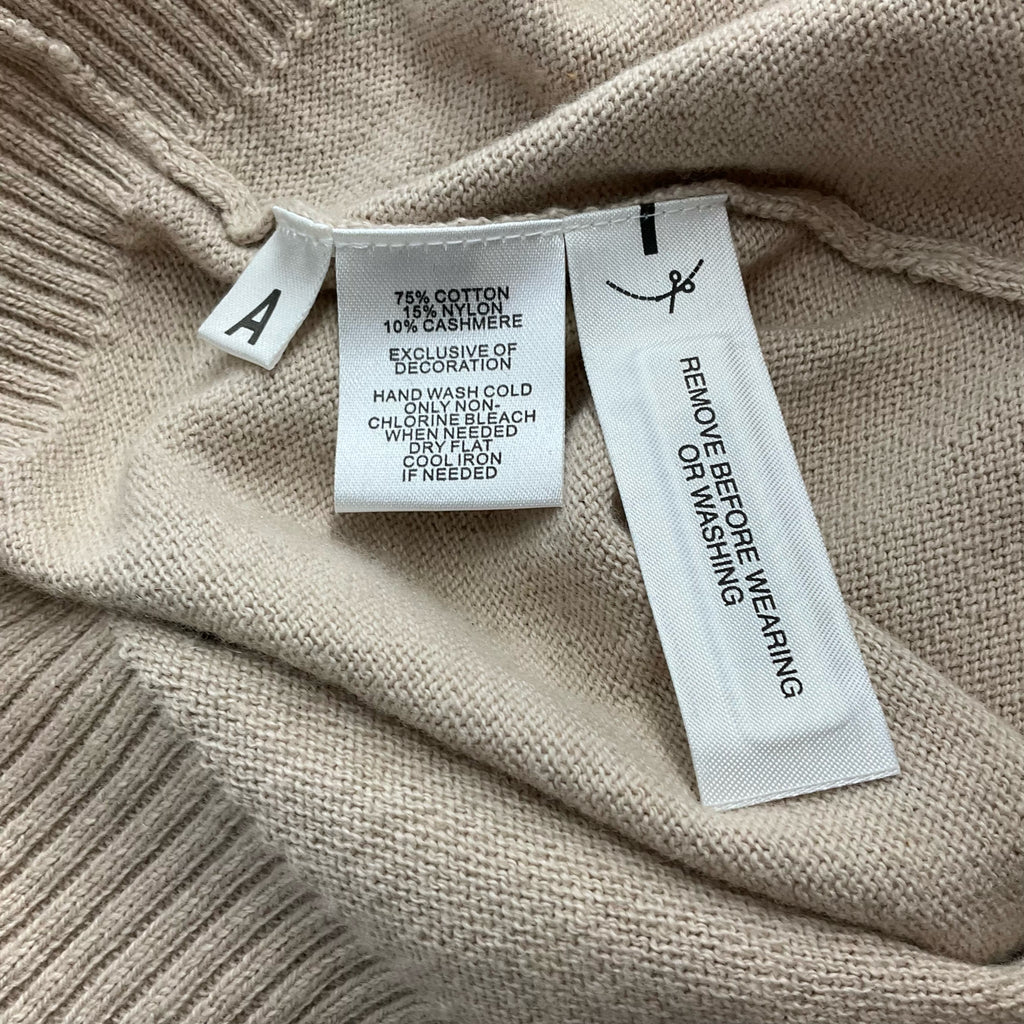 A
75% COTTON
15% NYLON
10% CASHMERE
EXCLUSIVE OF
DECORATION
HAND WASH COLD
ONLY NON-
CHLORINE BLEACH
WHEN NEEDED
DRY FLAT
COOL IRON
IF NEEDED
REMOVE BEFORE WEARING
OR WASHING